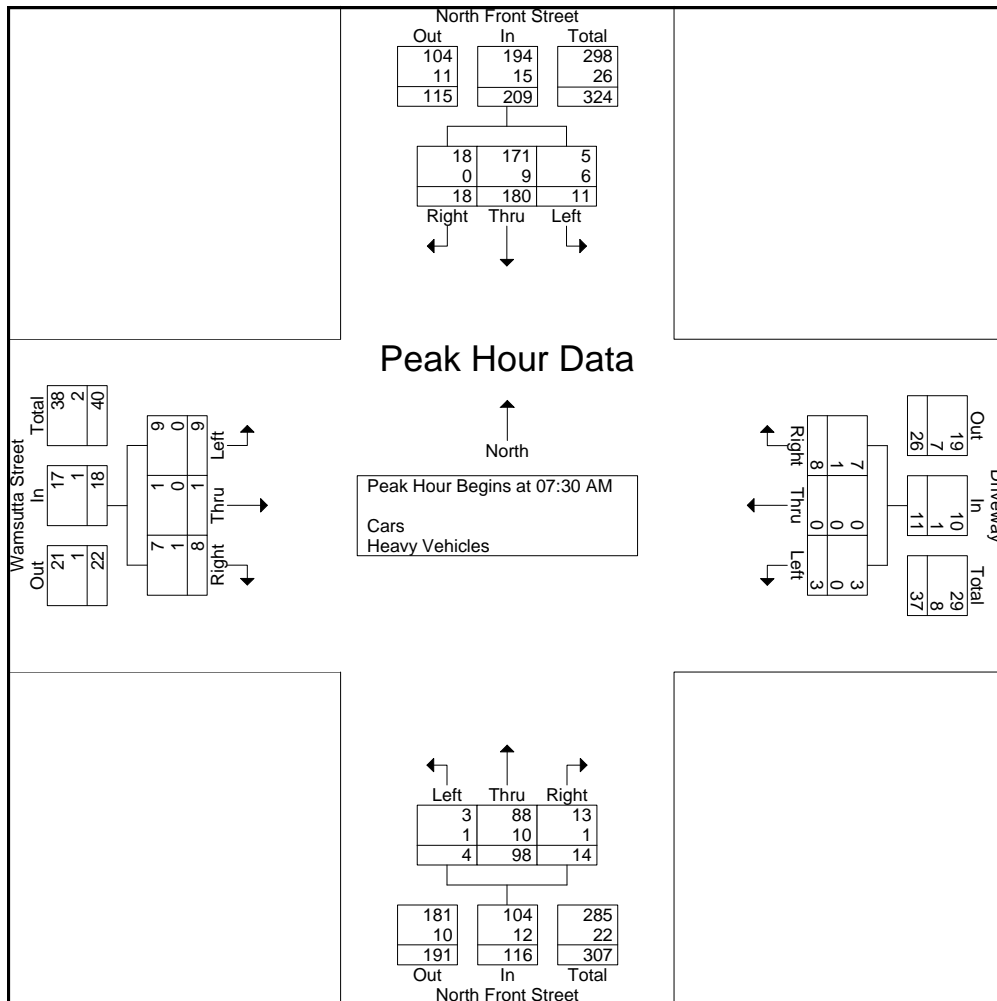 North Front Street
Out In Total
104 194 298
11 15 26
115 209 324
18 171 5
0 9 6
18 180 11
Right Thru Left
Peak Hour Data
North
Peak Hour Begins at 07:30 AM
Cars
Heavy Vehicles
Wamsutta Street
Total In Out
38 17 21
2 1 1
40 18 22
9 1 7
0 0 1
9 1 8
Left Thru Right
Driveway
Out In Total
19 10 29
7 1 8
26 11 37
7 0 3
1 0 0
8 0 3
Right Thru Left
Left Thru Right
3 88 13
1 10 1
4 98 14
181 104 285
10 12 22
191 116 307
Out In Total
North Front Street